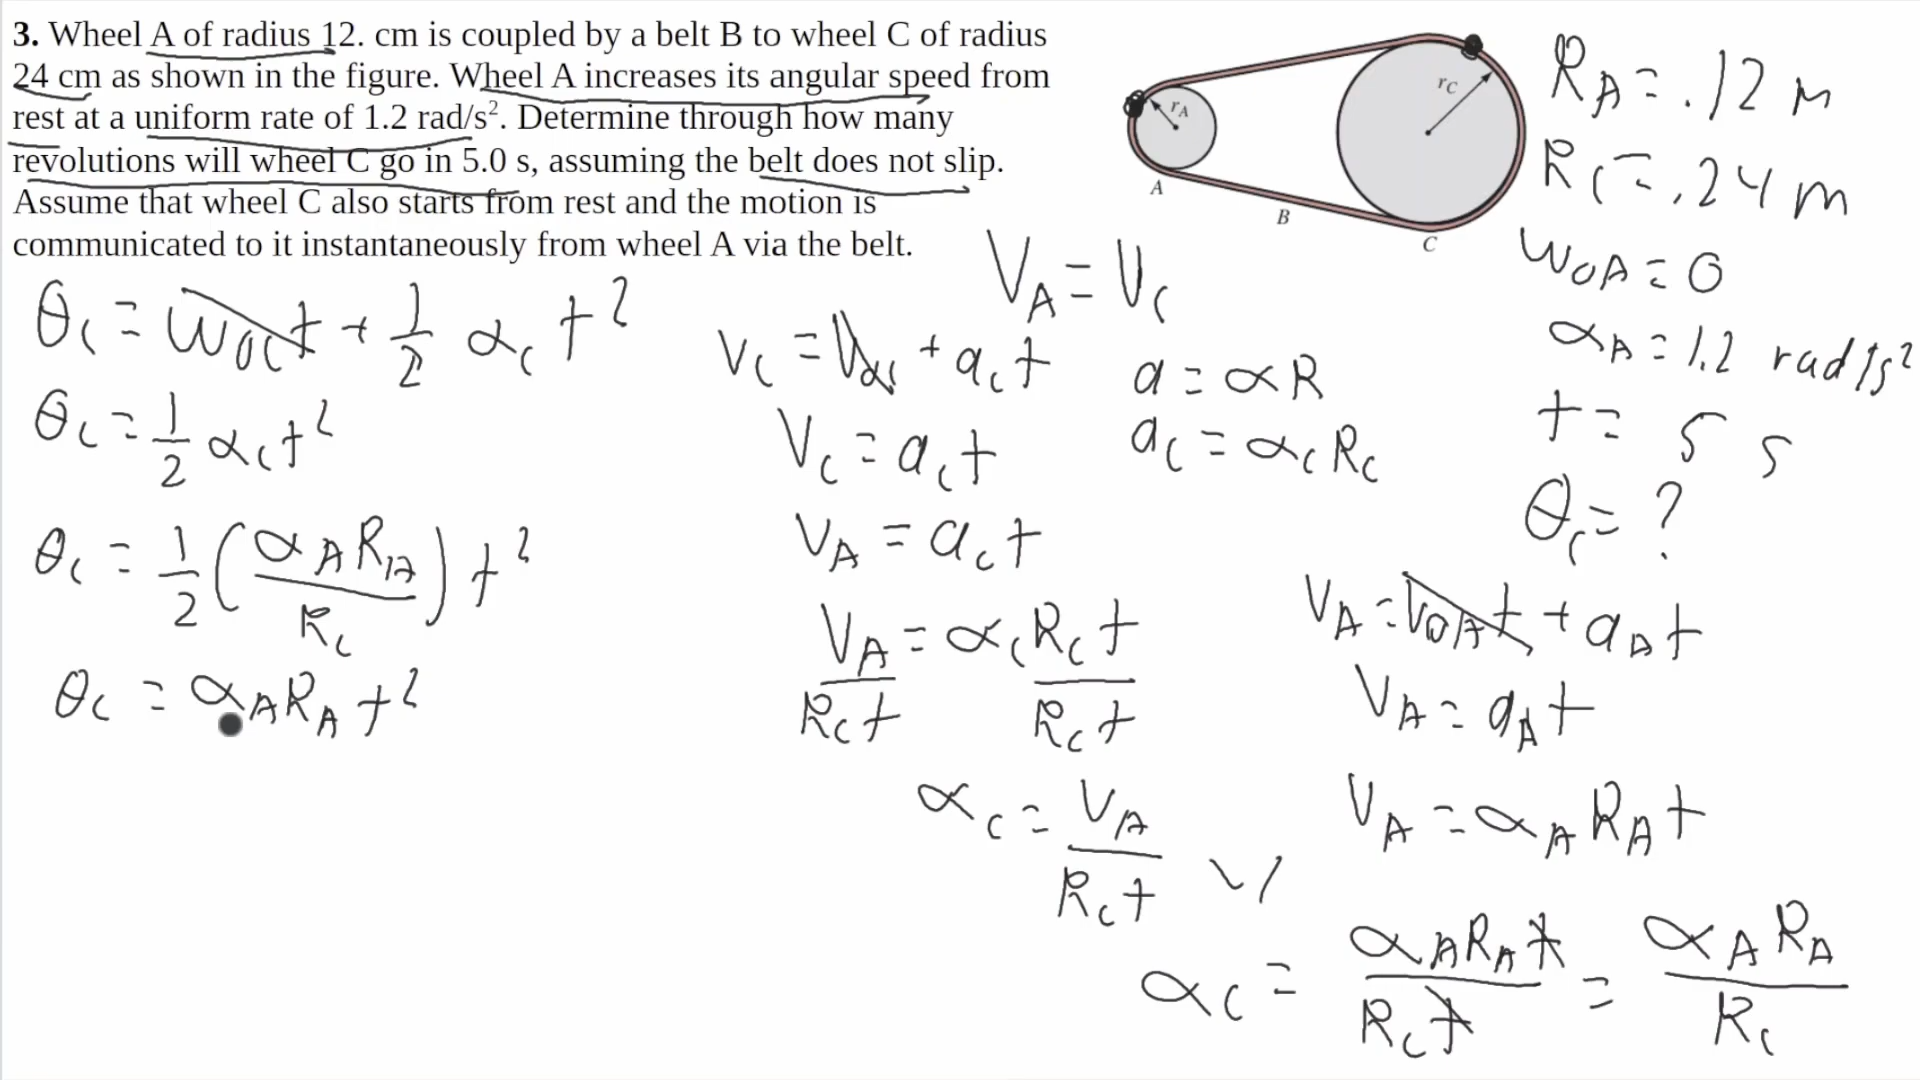 3. Wheel A of radius 12. cm is coupled by a belt B to wheel C of radius
24 cm as shown in the figure. Wheel A increases its angular speed from
rest at a uniform rate of 1.2 rad/s². Determine through how many
revolutions will wheel C go in 5.0 s, assuming the belt does not slip.
Assume that wheel C also starts from rest and the motion is
communicated to it instantaneously from wheel A via the belt.
r_A
r_C
A
B
C
R_A = .12 m
R_C = .24 m
ω_0A = 0
α_A = 1.2 rad/s²
t = 5 s
θ_C = ?
θ_C = ω_0C t + 1/2 α_C t²
θ_C = 1/2 α_C t²
θ_C = 1/2 (α_A R_A / R_C) t²
θ_C = α_A R_A t²
V_A = V_C
V_C = V_0C + a_C t
V_C = a_C t
V_A = a_C t
V_A / R_C t = α_C R_C t / R_C t
α_C = V_A / R_C t
a = α R
a_C = α_C R_C
V_A = V_0A t + a_A t
V_A = a_A t
V_A = α_A R_A t
α_C = α_A R_A t / R_C t = α_A R_A / R_C